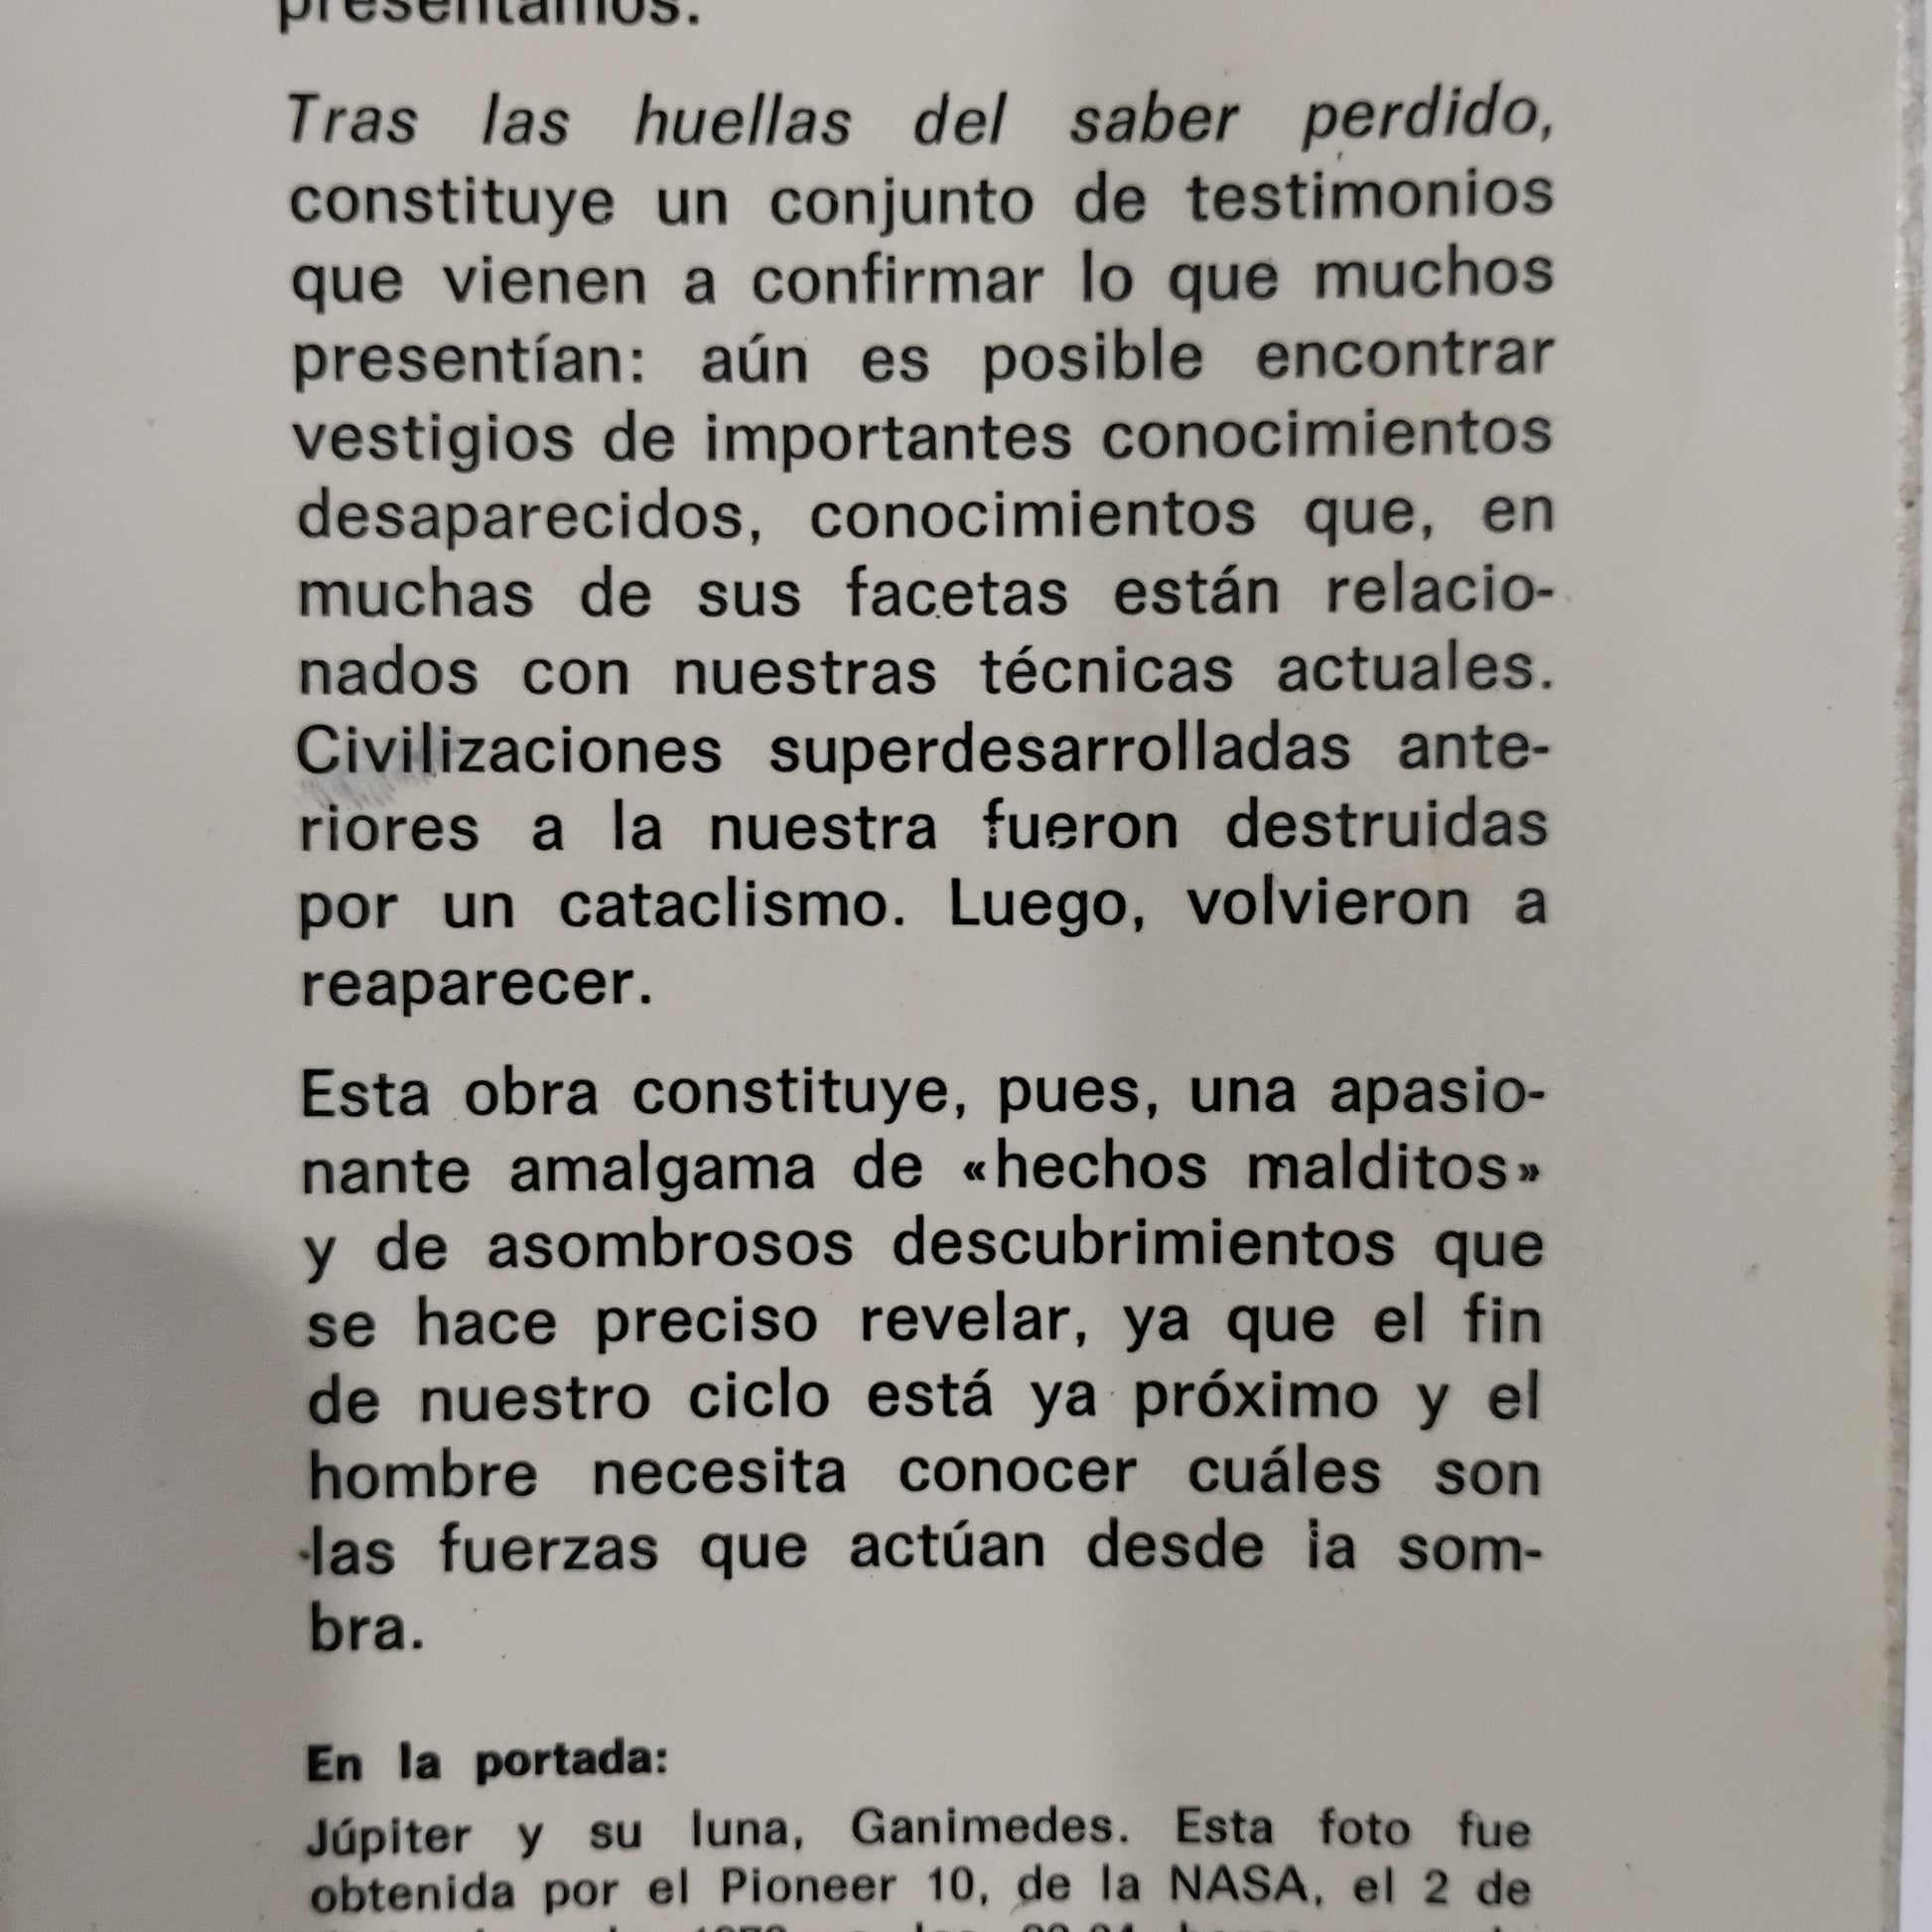 presentamos.
Tras las huellas del saber perdido,
constituye un conjunto de testimonios
que vienen a confirmar lo que muchos
presentían: aún es posible encontrar
vestigios de importantes conocimientos
desaparecidos, conocimientos que, en
muchas de sus facetas están relacio-
nados con nuestras técnicas actuales.
Civilizaciones superdesarrolladas ante-
riores a la nuestra fueron destruidas
por un cataclismo. Luego, volvieron a
reaparecer.
Esta obra constituye, pues, una apasio-
nante amalgama de «hechos malditos»
y de asombrosos descubrimientos que
se hace preciso revelar, ya que el fin
de nuestro ciclo está ya próximo y el
hombre necesita conocer cuáles son
las fuerzas que actúan desde la som-
bra.
En la portada:
Júpiter y su luna, Ganimedes. Esta foto fue
obtenida por el Pioneer 10, de la NASA, el 2 de